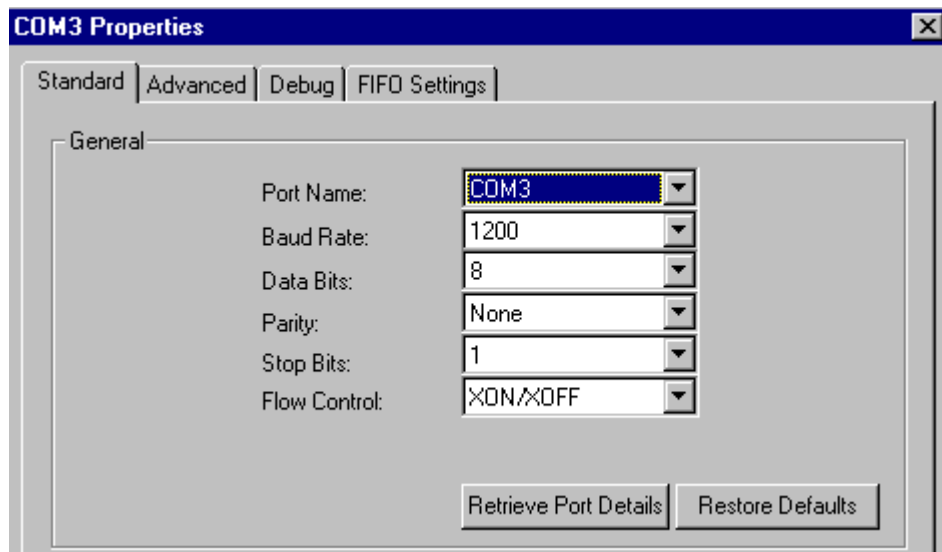 COM3 Properties
Standard Advanced Debug FIFO Settings
General
Port Name: COM3
Baud Rate: 1200
Data Bits: 8
Parity: None
Stop Bits: 1
Flow Control: XON/XOFF
Retrieve Port Details Restore Defaults